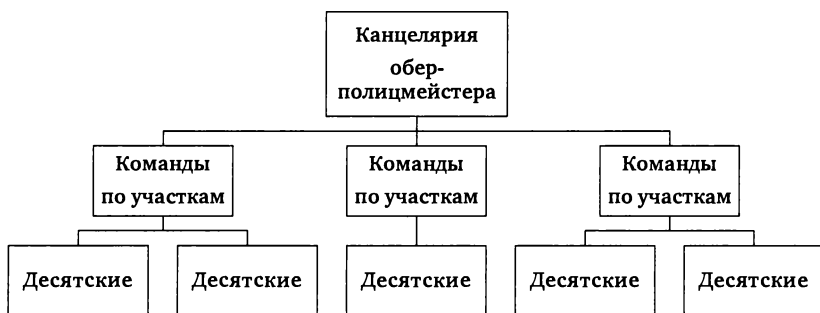 Канцелярия
обер-
полицмейстера
Команды
по участкам
Команды
по участкам
Команды
по участкам
Десятские
Десятские
Десятские
Десятские
Десятские